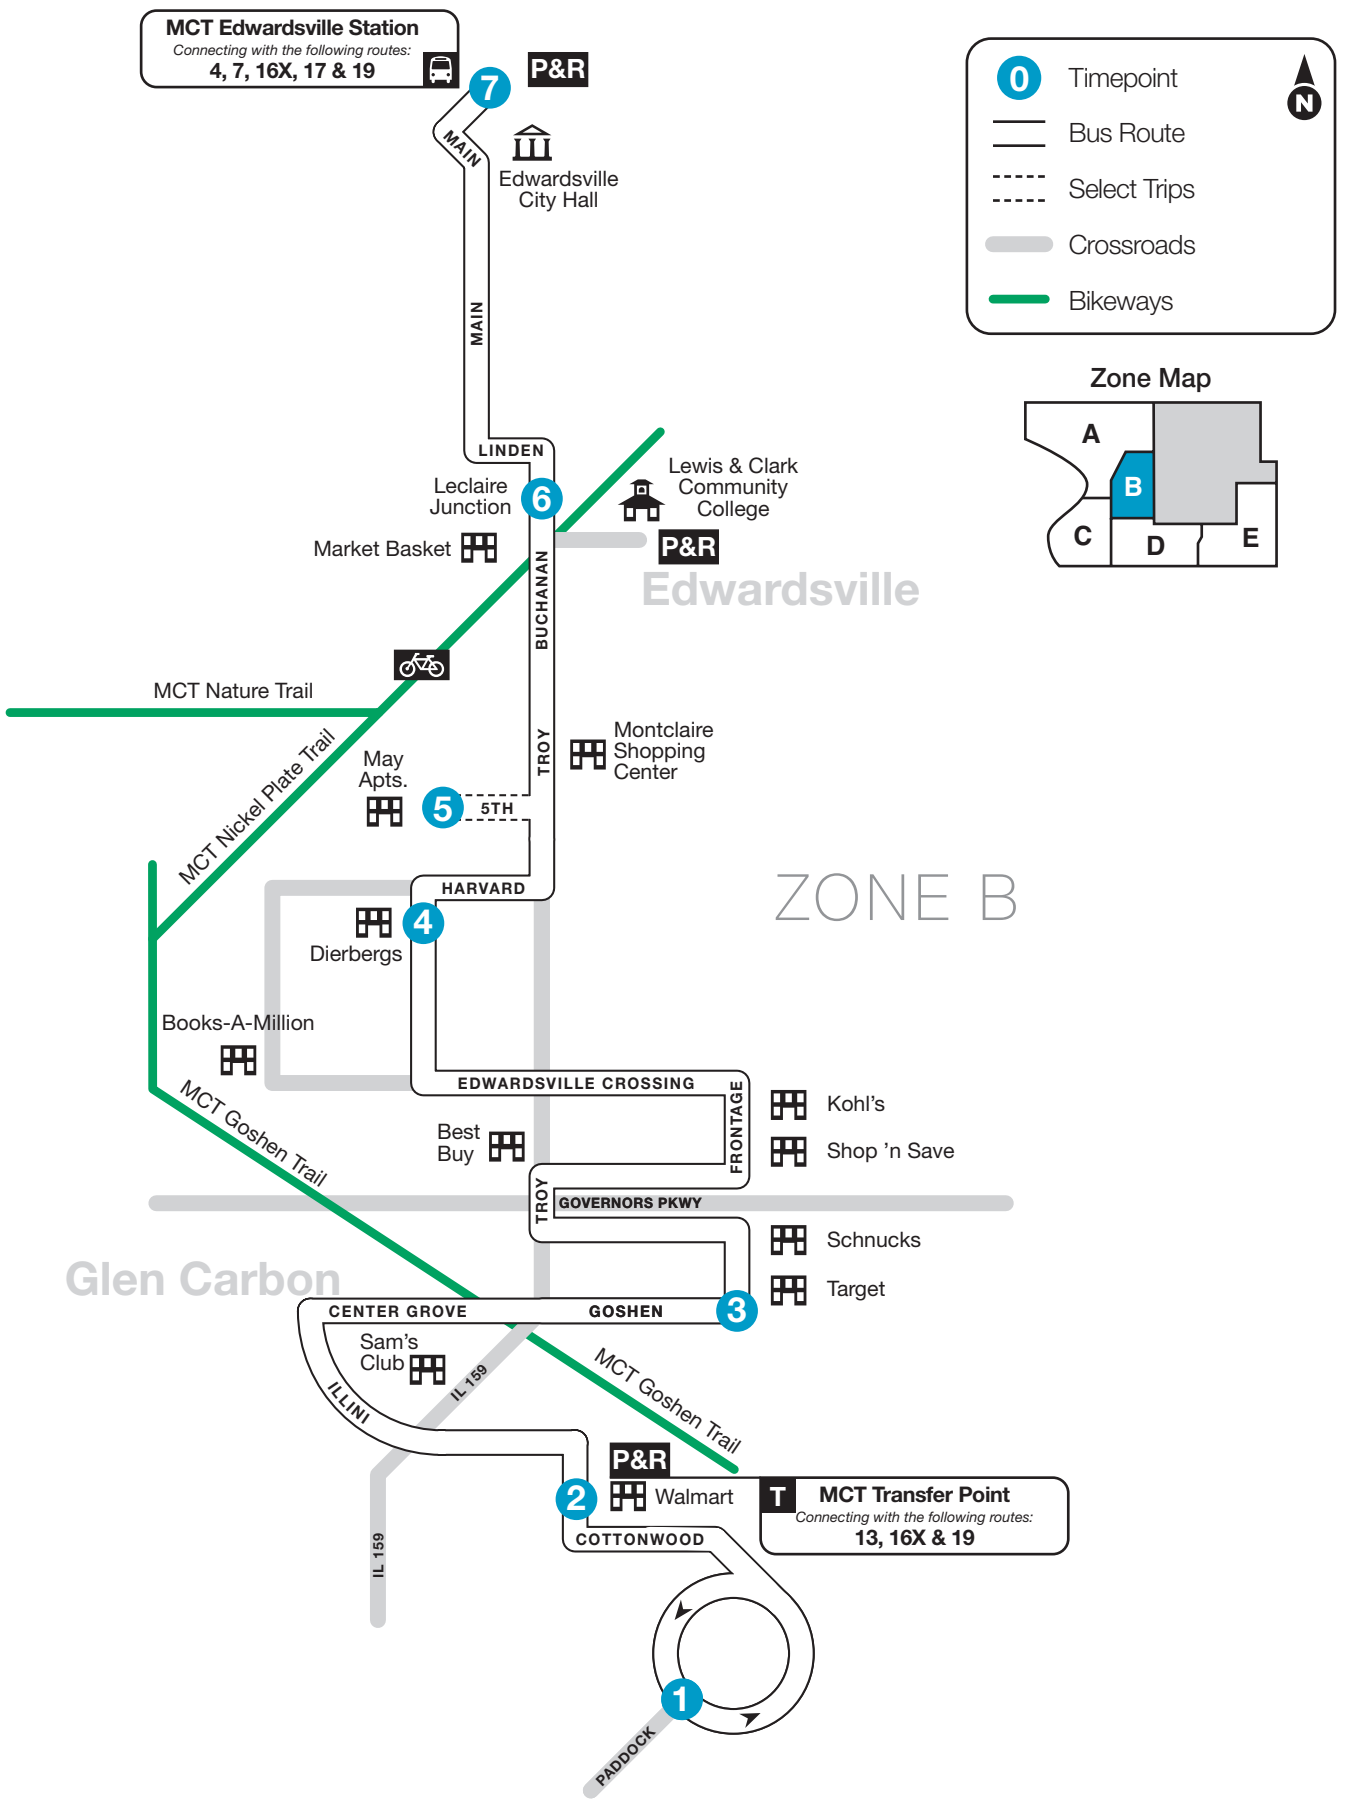 MCT Edwardsville Station
Connecting with the following routes:
4, 7, 16X, 17 & 19
7
P&R
MAIN
Edwardsville
City Hall
MAIN
0
Timepoint
N
Bus Route
Select Trips
Crossroads
Bikeways
Zone Map
A
B
C
D
E
LINDEN
Leclaire
Junction
6
Lewis & Clark
Community
College
Market Basket
P&R
BUCHANAN
Edwardsville
MCT Nature Trail
MCT Nickel Plate Trail
TROY
Montclaire
Shopping
Center
May
Apts.
5
5TH
HARVARD
ZONE B
4
Dierbergs
Books-A-Million
EDWARDSVILLE CROSSING
FRONTAGE
Kohl's
MCT Goshen Trail
Best
Buy
Shop 'n Save
TROY
GOVERNORS PKWY
Schnucks
Glen Carbon
Target
CENTER GROVE
GOSHEN
3
Sam's
Club
IL 159
ILLINI
MCT Goshen Trail
P&R
2
Walmart
T
MCT Transfer Point
Connecting with the following routes:
13, 16X & 19
COTTONWOOD
IL 159
1
PADDOCK